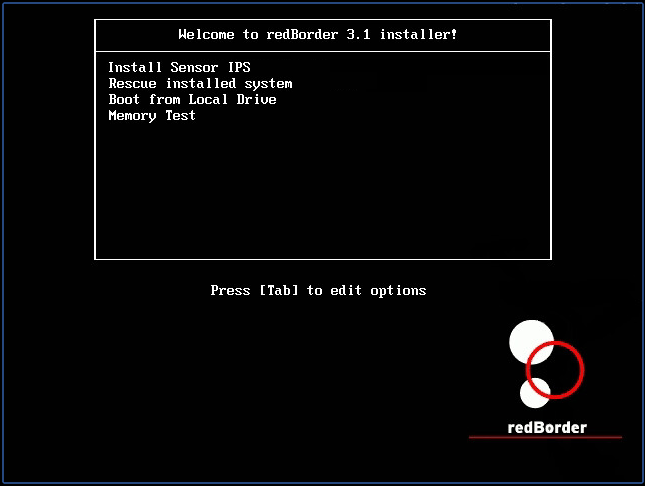 Welcome to redBorder 3.1 installer!
Install Sensor IPS
Rescue installed system
Boot from Local Drive
Memory Test
Press [Tab] to edit options
redBorder